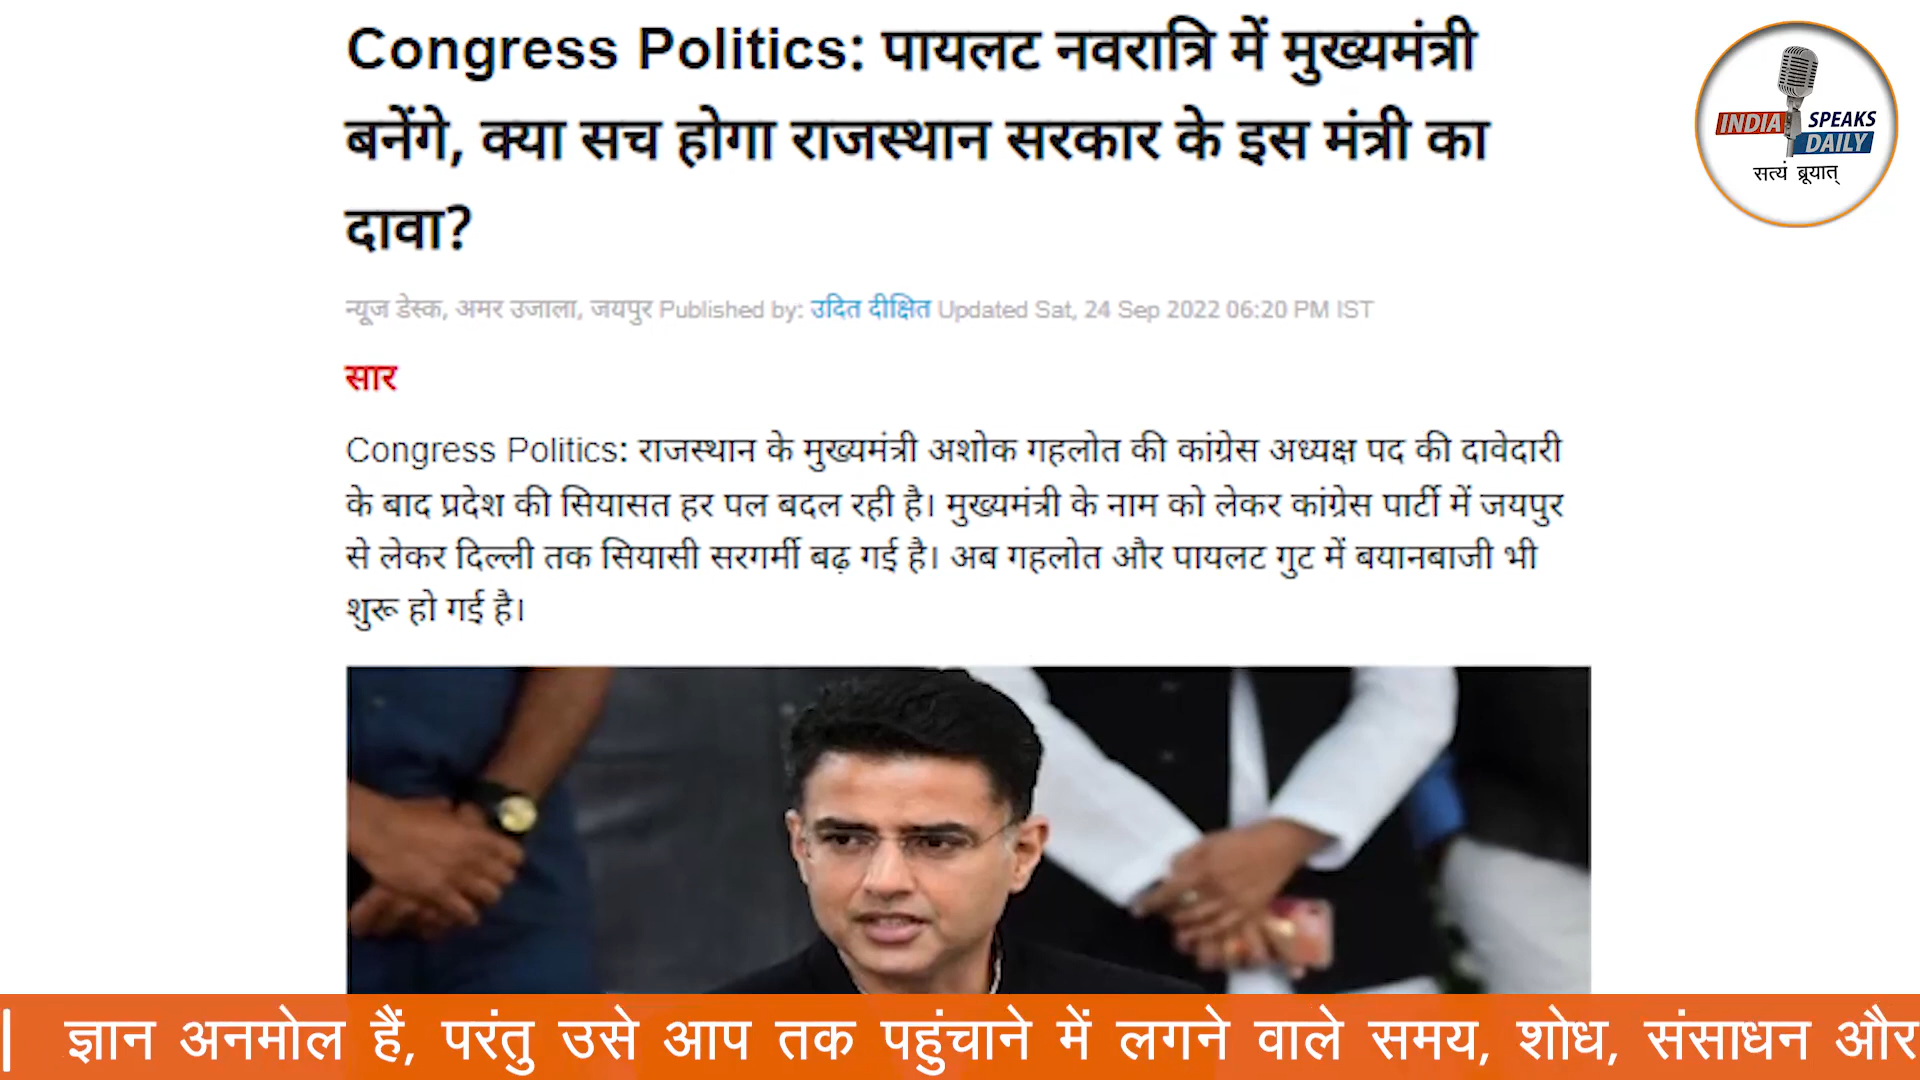 Congress Politics: पायलट नवरात्रि में मुख्यमंत्री
बनेंगे, क्या सच होगा राजस्थान सरकार के इस मंत्री का
दावा?
INDIA SPEAKS
DAILY
सत्यं ब्रूयात्
न्यूज डेस्क, अमर उजाला, जयपुर Published by: उदित दीक्षित Updated Sat, 24 Sep 2022 06:20 PM IST
सार
Congress Politics: राजस्थान के मुख्यमंत्री अशोक गहलोत की कांग्रेस अध्यक्ष पद की दावेदारी
के बाद प्रदेश की सियासत हर पल बदल रही है। मुख्यमंत्री के नाम को लेकर कांग्रेस पार्टी में जयपुर
से लेकर दिल्ली तक सियासी सरगर्मी बढ़ गई है। अब गहलोत और पायलट गुट में बयानबाजी भी
शुरू हो गई है।
| ज्ञान अनमोल हैं, परंतु उसे आप तक पहुंचाने में लगने वाले समय, शोध, संसाधन और